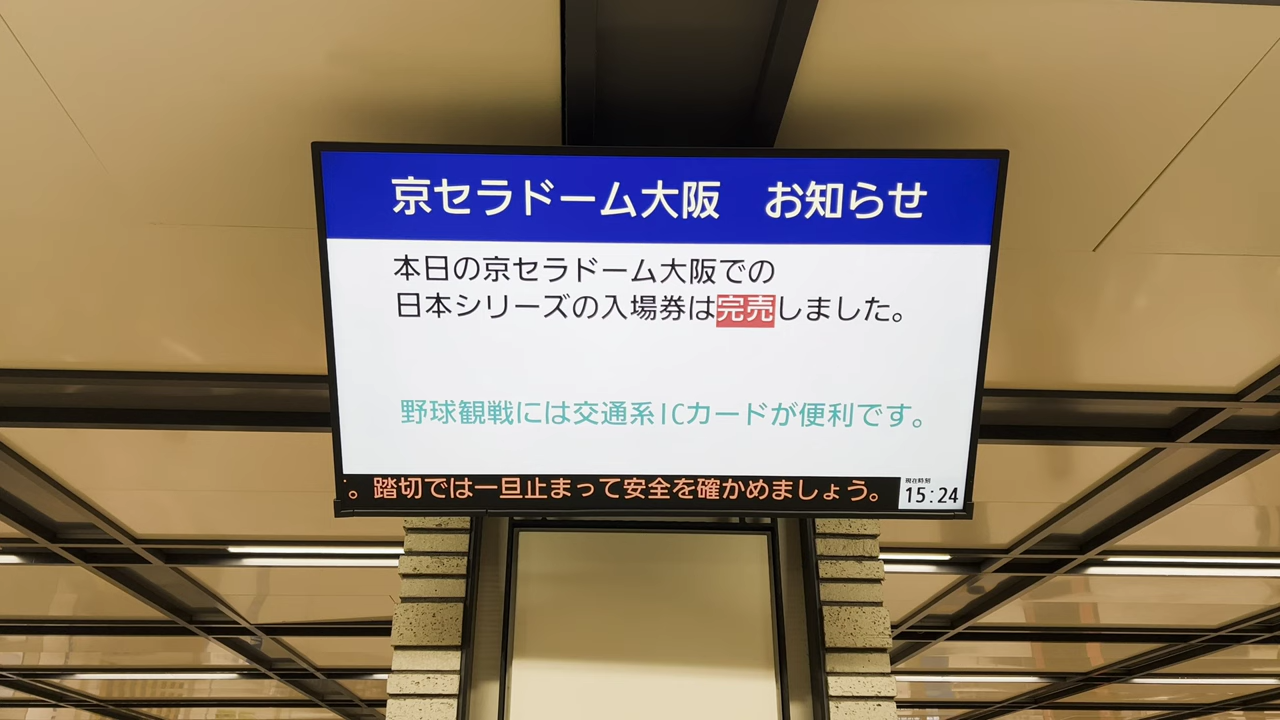 京セラドーム大阪　お知らせ
本日の京セラドーム大阪での
日本シリーズの入場券は完売しました。
野球観戦には交通系ICカードが便利です。
。踏切では一旦止まって安全を確かめましょう。
現在時刻
15:24